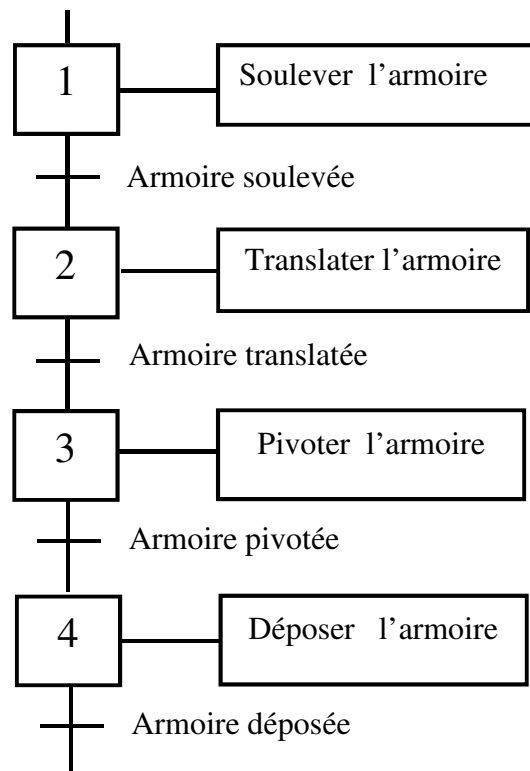 1
Soulever l'armoire
Armoire soulevée
2
Translater l'armoire
Armoire translatée
3
Pivoter l'armoire
Armoire pivotée
4
Déposer l'armoire
Armoire déposée